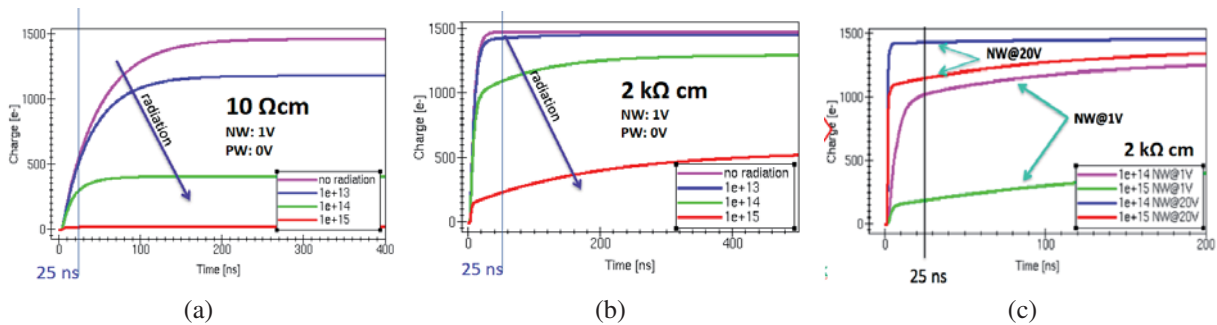 1500
1000
500
0
Charge [e-]
radiation
10 Ωcm
NW: 1V
PW: 0V
no radiation
1e+13
1e+14
1e+15
0
100
200
300
400
Time [ns]
25 ns
(a)
1500
1000
500
0
Charge [e-]
radiation
2 kΩ cm
NW: 1V
PW: 0V
no radiation
1e+13
1e+14
1e+15
0
200
400
Time [ns]
25 ns
(b)
1500
1000
500
0
Charge [e-]
NW@20V
NW@1V
2 kΩ cm
1e+14 NW@1V
1e+15 NW@1V
1e+14 NW@20V
1e+15 NW@20V
0
100
200
Time [ns]
25 ns
(c)